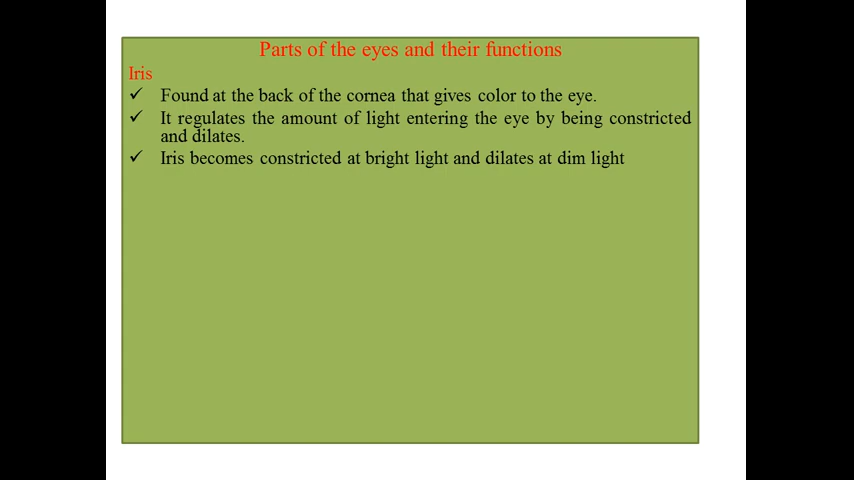 Parts of the eyes and their functions
Iris
✓ Found at the back of the cornea that gives color to the eye.
✓ It regulates the amount of light entering the eye by being constricted
and dilates.
✓ Iris becomes constricted at bright light and dilates at dim light